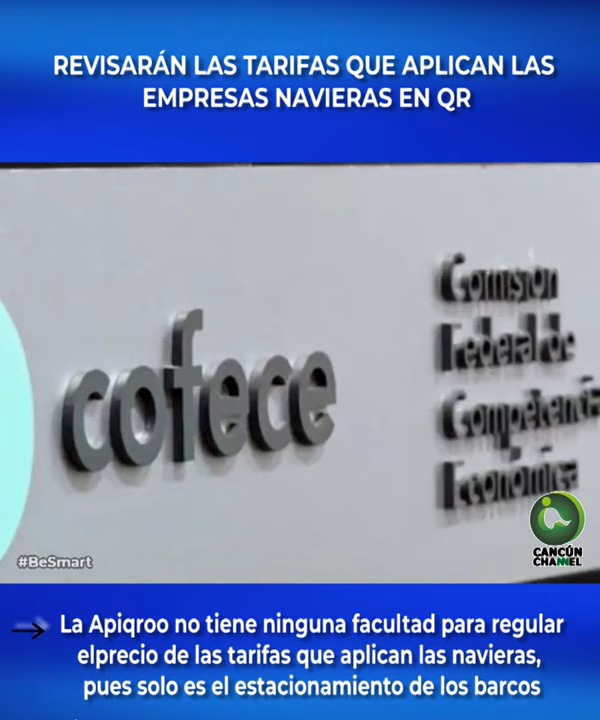 REVISARÁN LAS TARIFAS QUE APLICAN LAS
EMPRESAS NAVIERAS EN QR
cofece
Comisión
Federal de
Competencia
Económica
#BeSmart
CANCÚN
CHANNEL
La Apiqroo no tiene ninguna facultad para regular
elprecio de las tarifas que aplican las navieras,
pues solo es el estacionamiento de los barcos